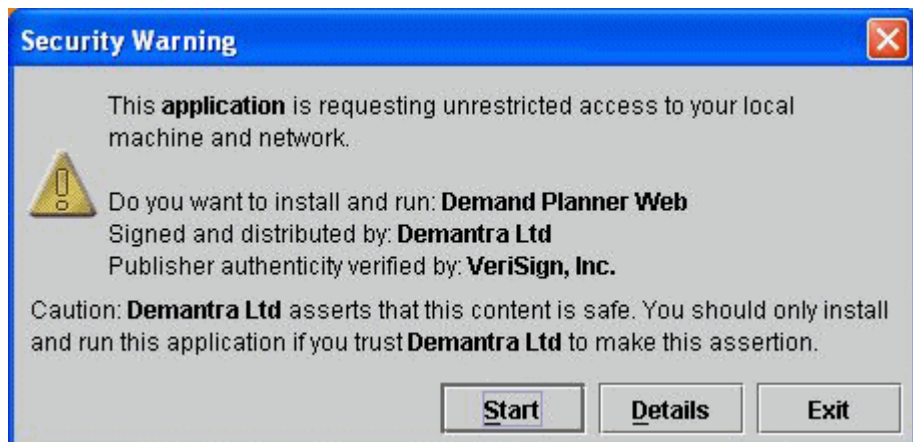 Security Warning
This application is requesting unrestricted access to your local
machine and network.
Do you want to install and run: Demand Planner Web
Signed and distributed by: Demantra Ltd
Publisher authenticity verified by: VeriSign, Inc.
Caution: Demantra Ltd asserts that this content is safe. You should only install
and run this application if you trust Demantra Ltd to make this assertion.
Start Details Exit